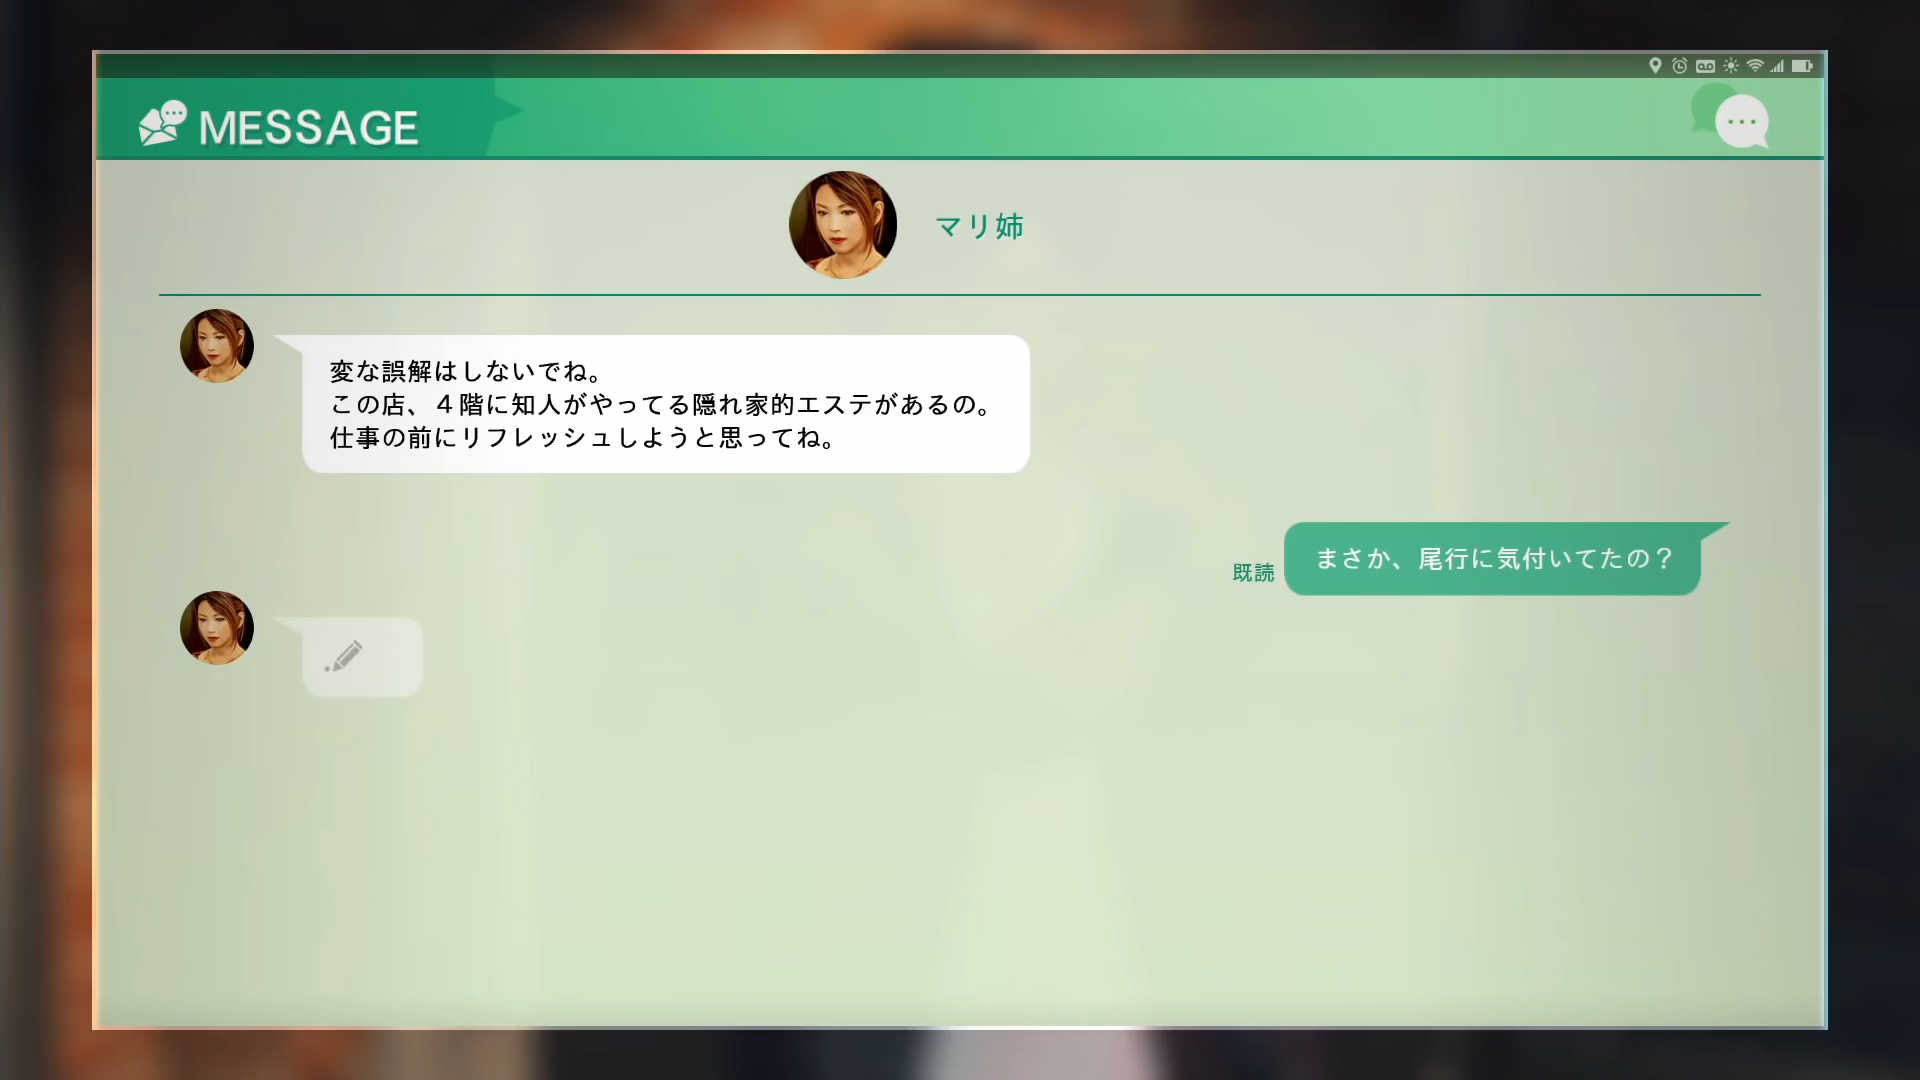 MESSAGE
マリ姉
変な誤解はしないでね。
この店、４階に知人がやってる隠れ家的エステがあるの。
仕事の前にリフレッシュしようと思ってね。
まさか、尾行に気付いてたの？
既読